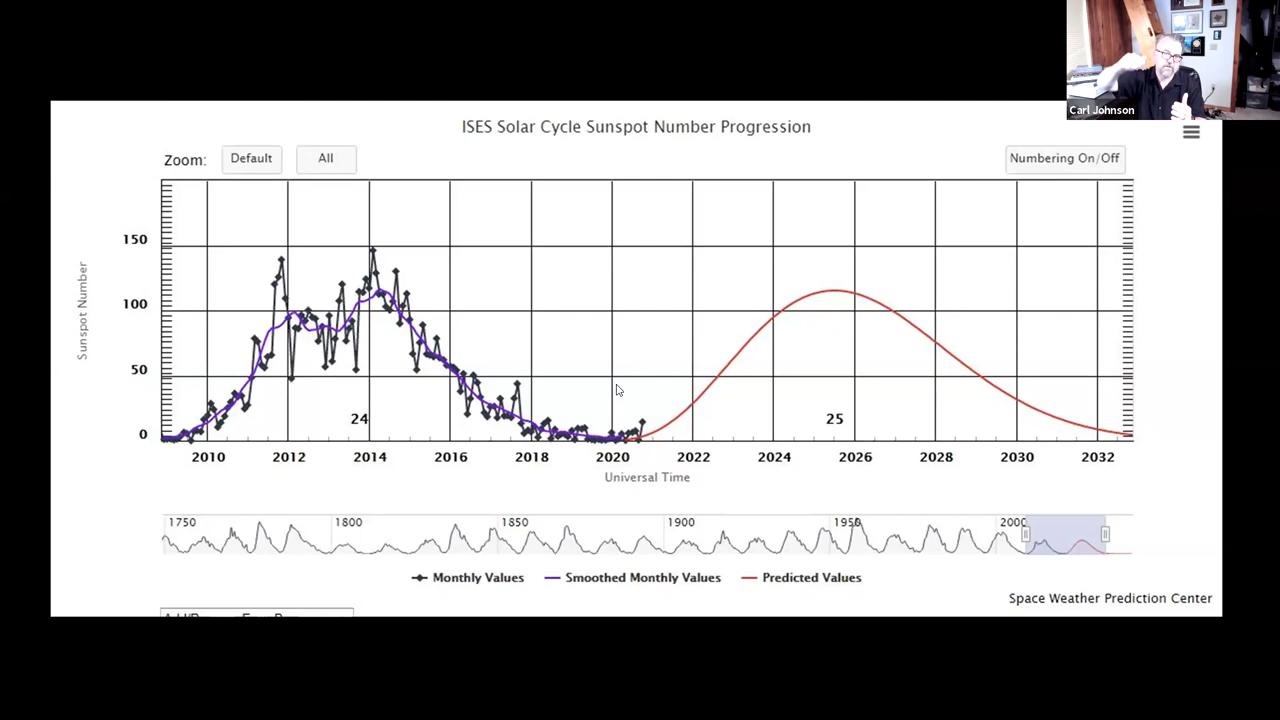 Carl Johnson
ISES Solar Cycle Sunspot Number Progression
Zoom: Default All Numbering On/Off
150
100
50
0
Sunspot Number
24 25
2010 2012 2014 2016 2018 2020 2022 2024 2026 2028 2030 2032
Universal Time
1750 1800 1850 1900 1950 2000
Monthly Values Smoothed Monthly Values Predicted Values
Space Weather Prediction Center